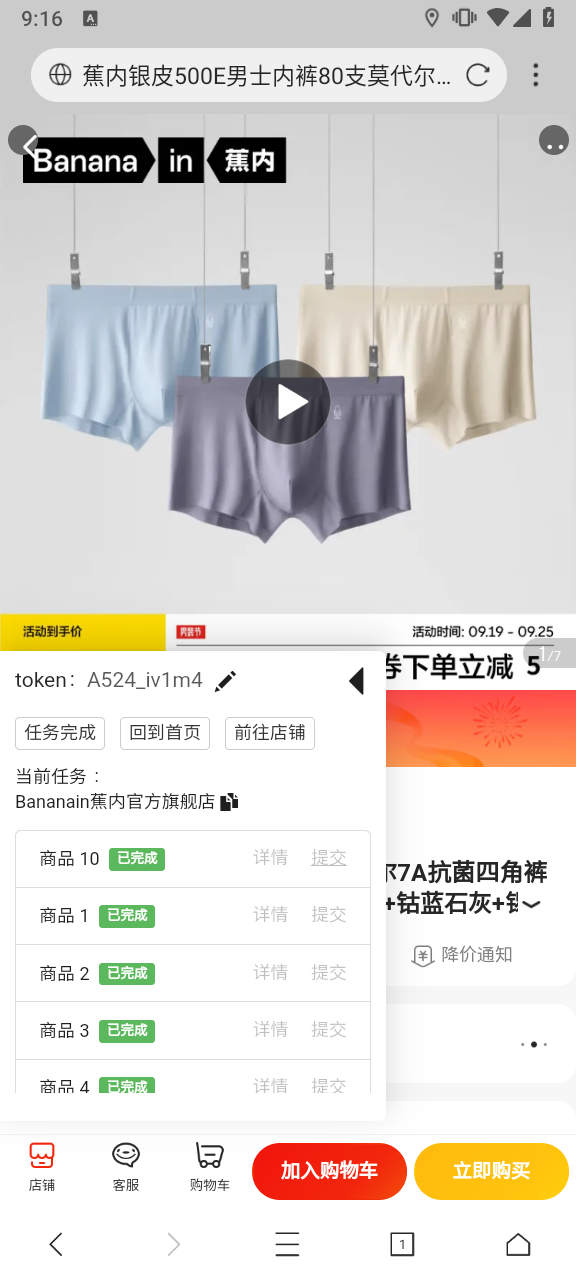 9:16
A
蕉内银皮500E男士内裤80支莫代尔…
Banana in 蕉内
活动到手价
男装节
活动时间: 09.19 - 09.25
1/7
券下单立减 5
token: A524_iv1m4
任务完成 回到首页 前往店铺
当前任务：
Bananain蕉内官方旗舰店
商品 10 已完成 详情 提交
商品 1 已完成 详情 提交
商品 2 已完成 详情 提交
商品 3 已完成 详情 提交
商品 4 已完成 详情 提交
7A抗菌四角裤
+钴蓝石灰+
降价通知
店铺
客服
购物车
加入购物车
立即购买
1